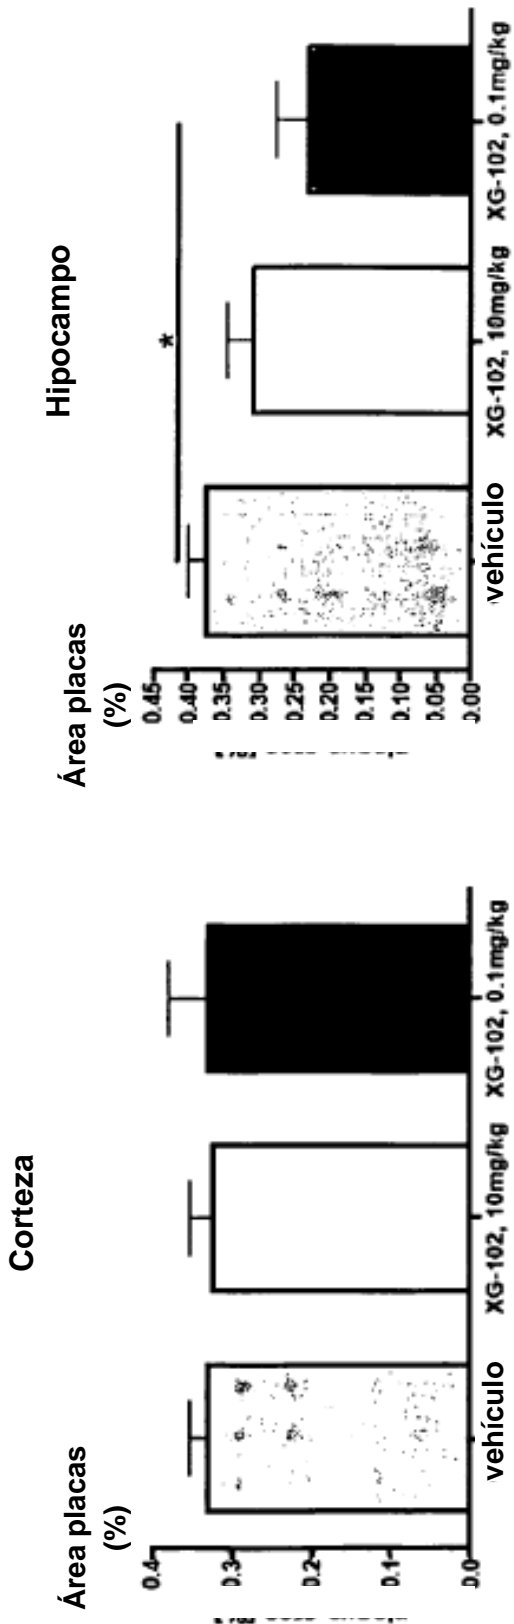 Corteza
Área placas
(%)
0.4
0.3
0.2
0.1
0.0
vehículo
XG-102, 10mg/kg
XG-102, 0.1mg/kg
Hipocampo
Área placas
(%)
*
0.45
0.40
0.35
0.30
0.25
0.20
0.15
0.10
0.05
0.00
vehículo
XG-102, 10mg/kg
XG-102, 0.1mg/kg